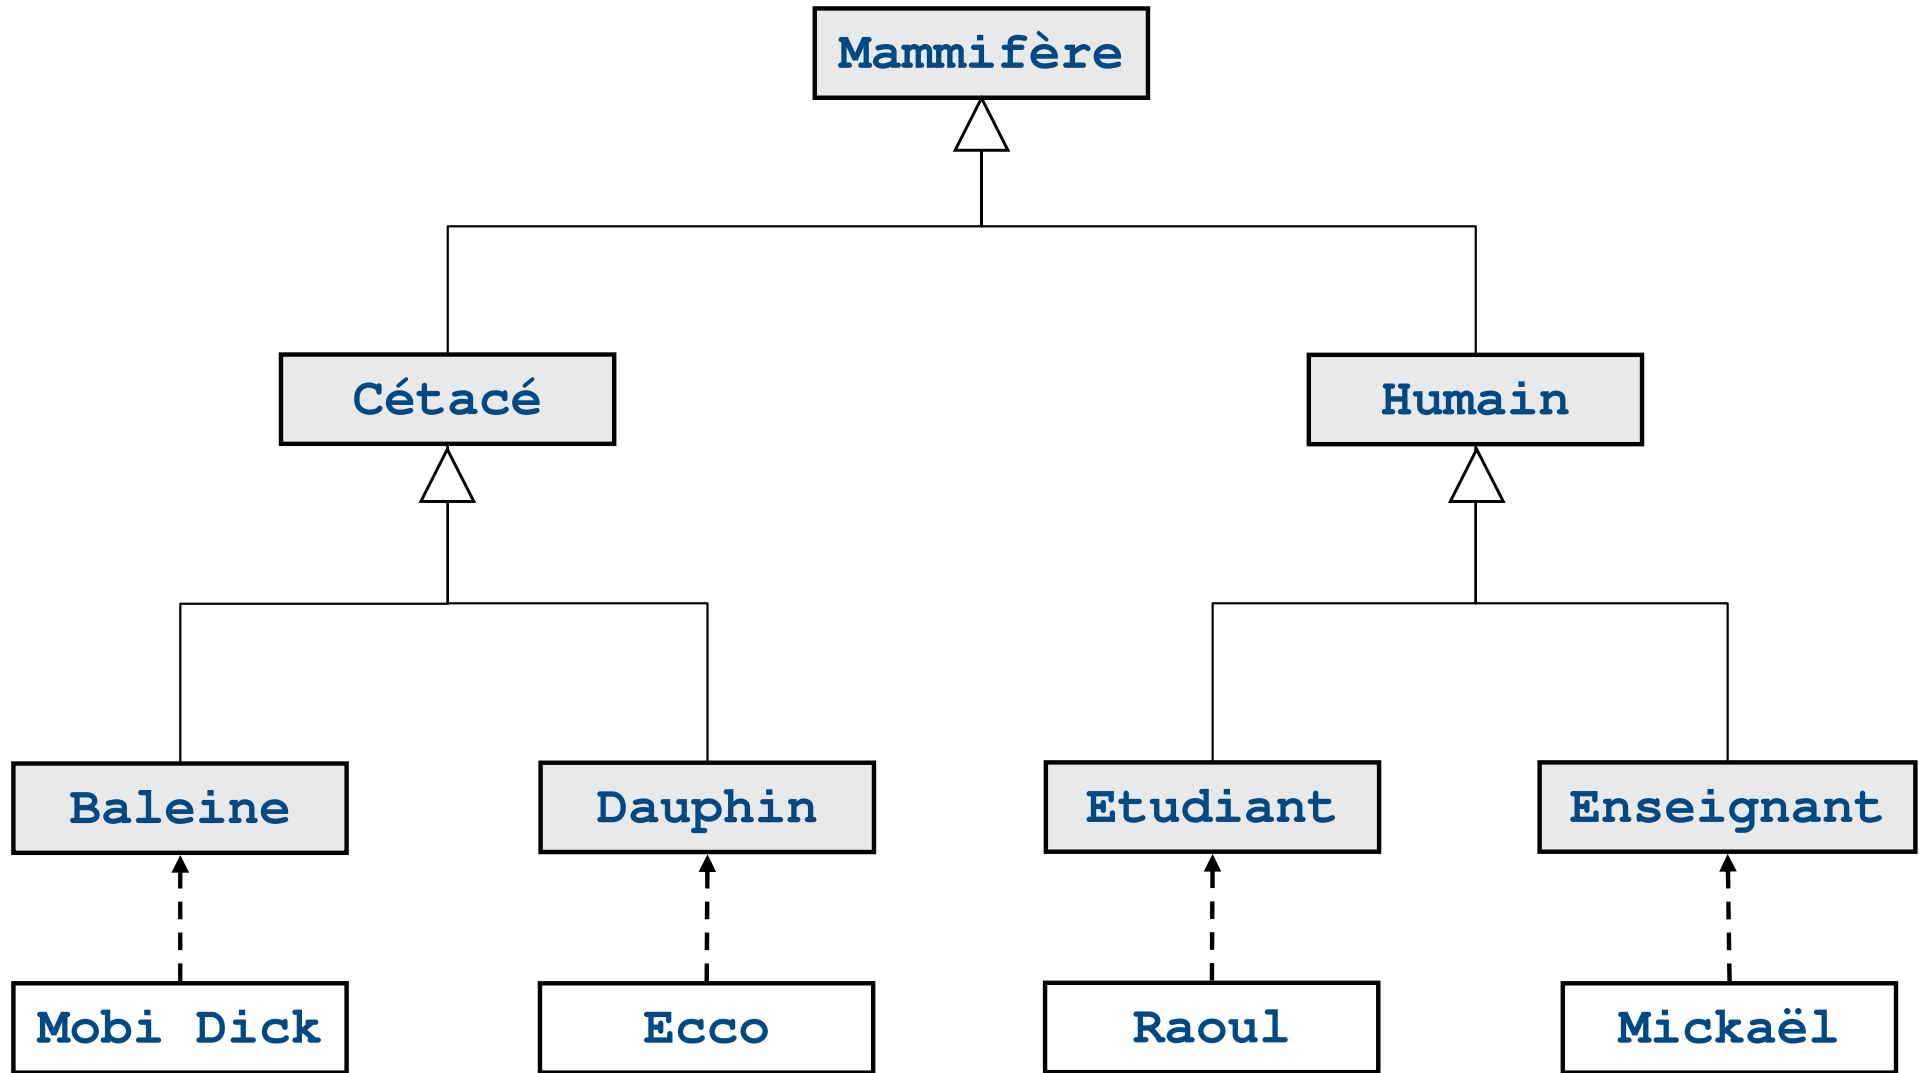 Mammifère
Cétacé
Humain
Baleine
Dauphin
Etudiant
Enseignant
Mobi Dick
Ecco
Raoul
Mickaël